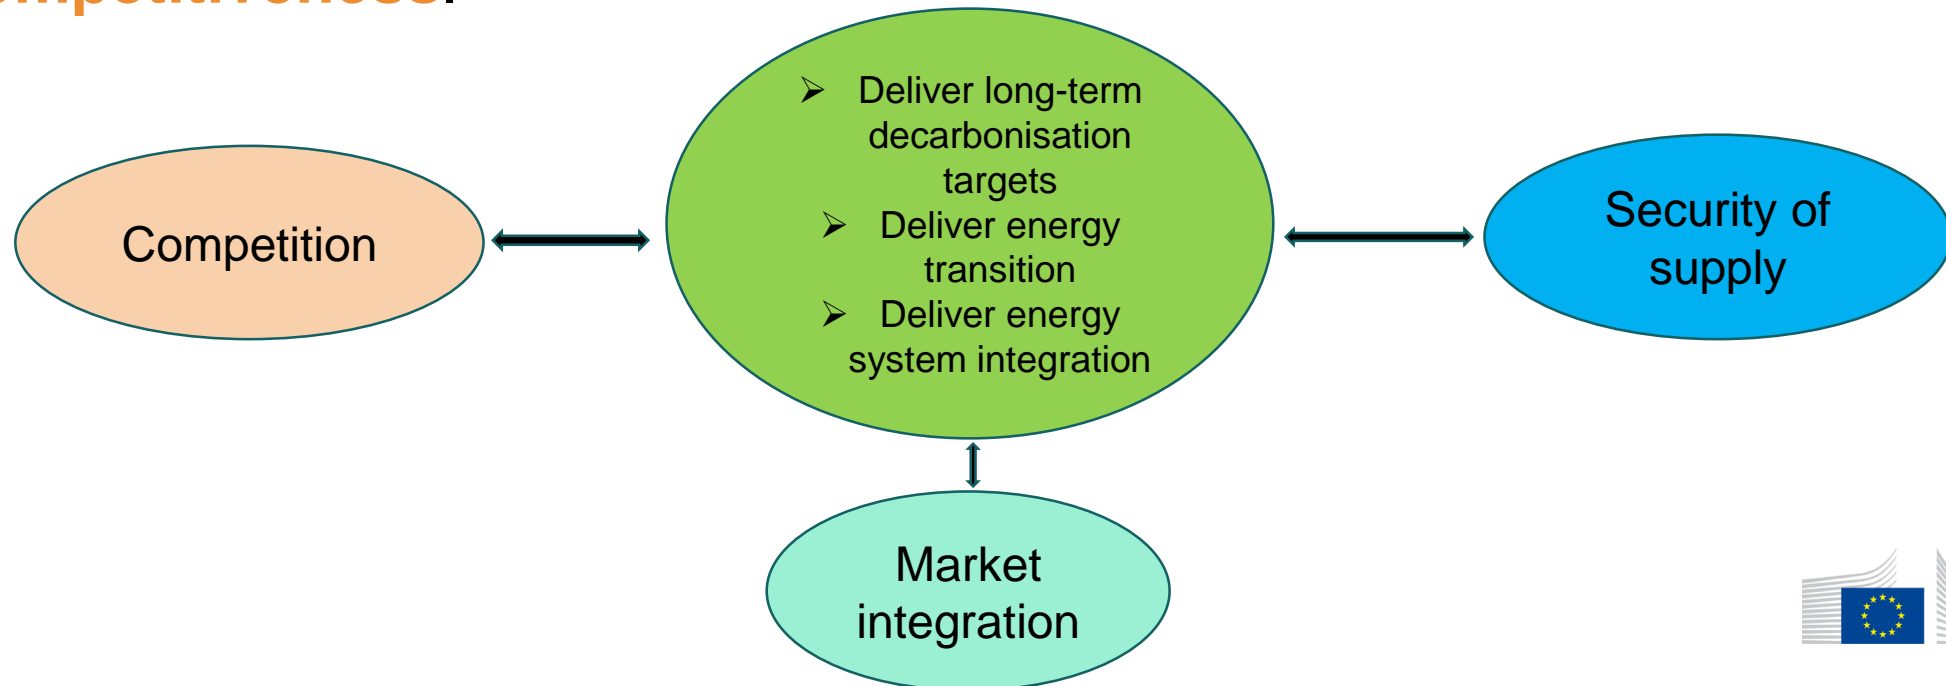 ➢ Deliver long-term
decarbonisation
targets
➢ Deliver energy
transition
➢ Deliver energy
system integration
Competition
Security of
supply
Market
integration